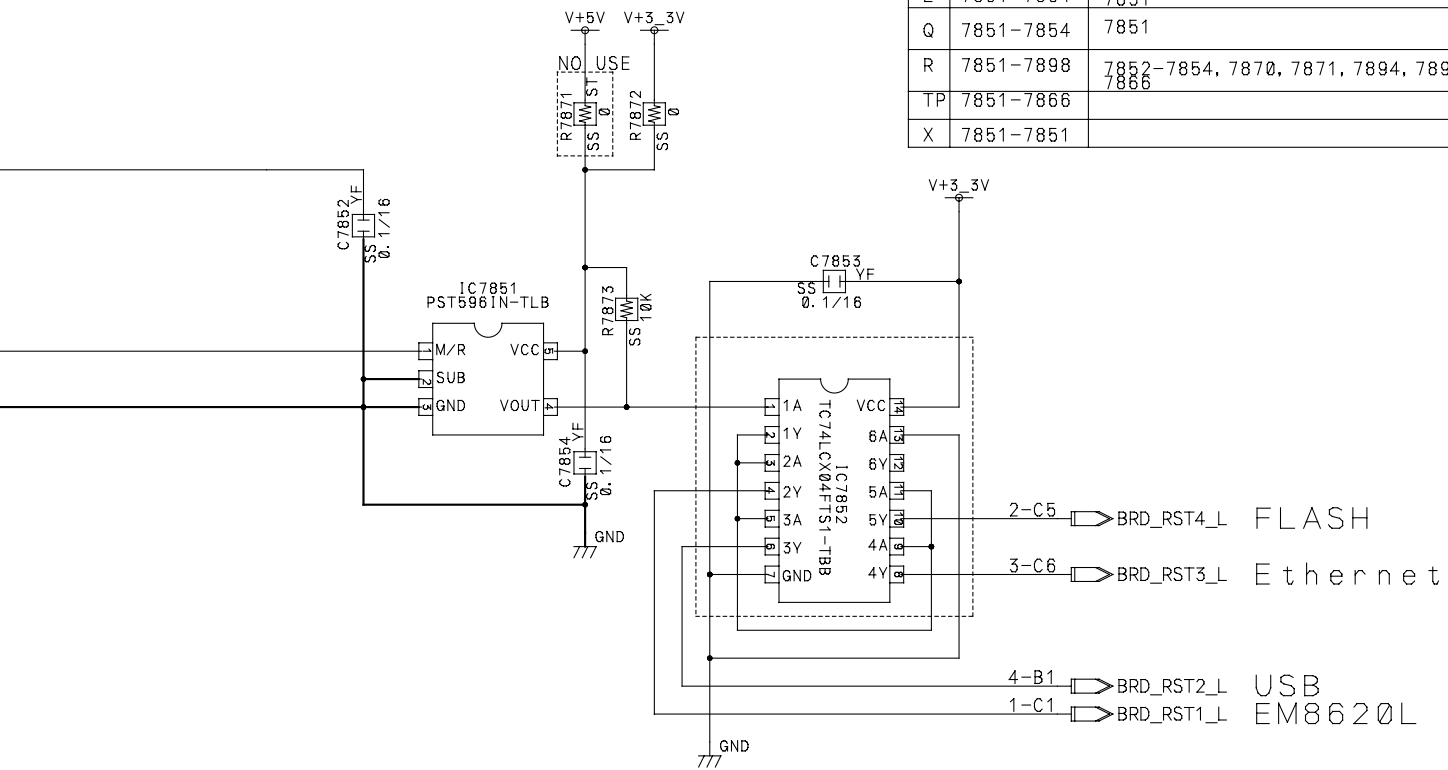 V+5V
V+3_3V
NO USE
R7871
ST
0
SS
R7872
0
SS
7851
Q
7851-7854
7851
R
7851-7898
7852-7854, 7870, 7871, 7894, 789
7866
TP
7851-7866
X
7851-7851
V+3_3V
C7852
YF
SS
0.1/16
C7853
YF
SS
0.1/16
IC7851
PST596IN-TLB
R7873
10K
SS
1
M/R
VCC
5
2
SUB
3
GND
VOUT
4
C7854
YF
SS
0.1/16
GND
IC7852
TC74LCX04FTS1-TBB
1
1A
VCC
14
2
1Y
6A
13
3
2A
6Y
12
4
2Y
5A
11
5
3A
5Y
10
6
3Y
4A
9
7
GND
4Y
8
2-C5
BRD_RST4_L
FLASH
3-C6
BRD_RST3_L
Ethernet
4-B1
BRD_RST2_L
USB
1-C1
BRD_RST1_L
EM8620L
GND